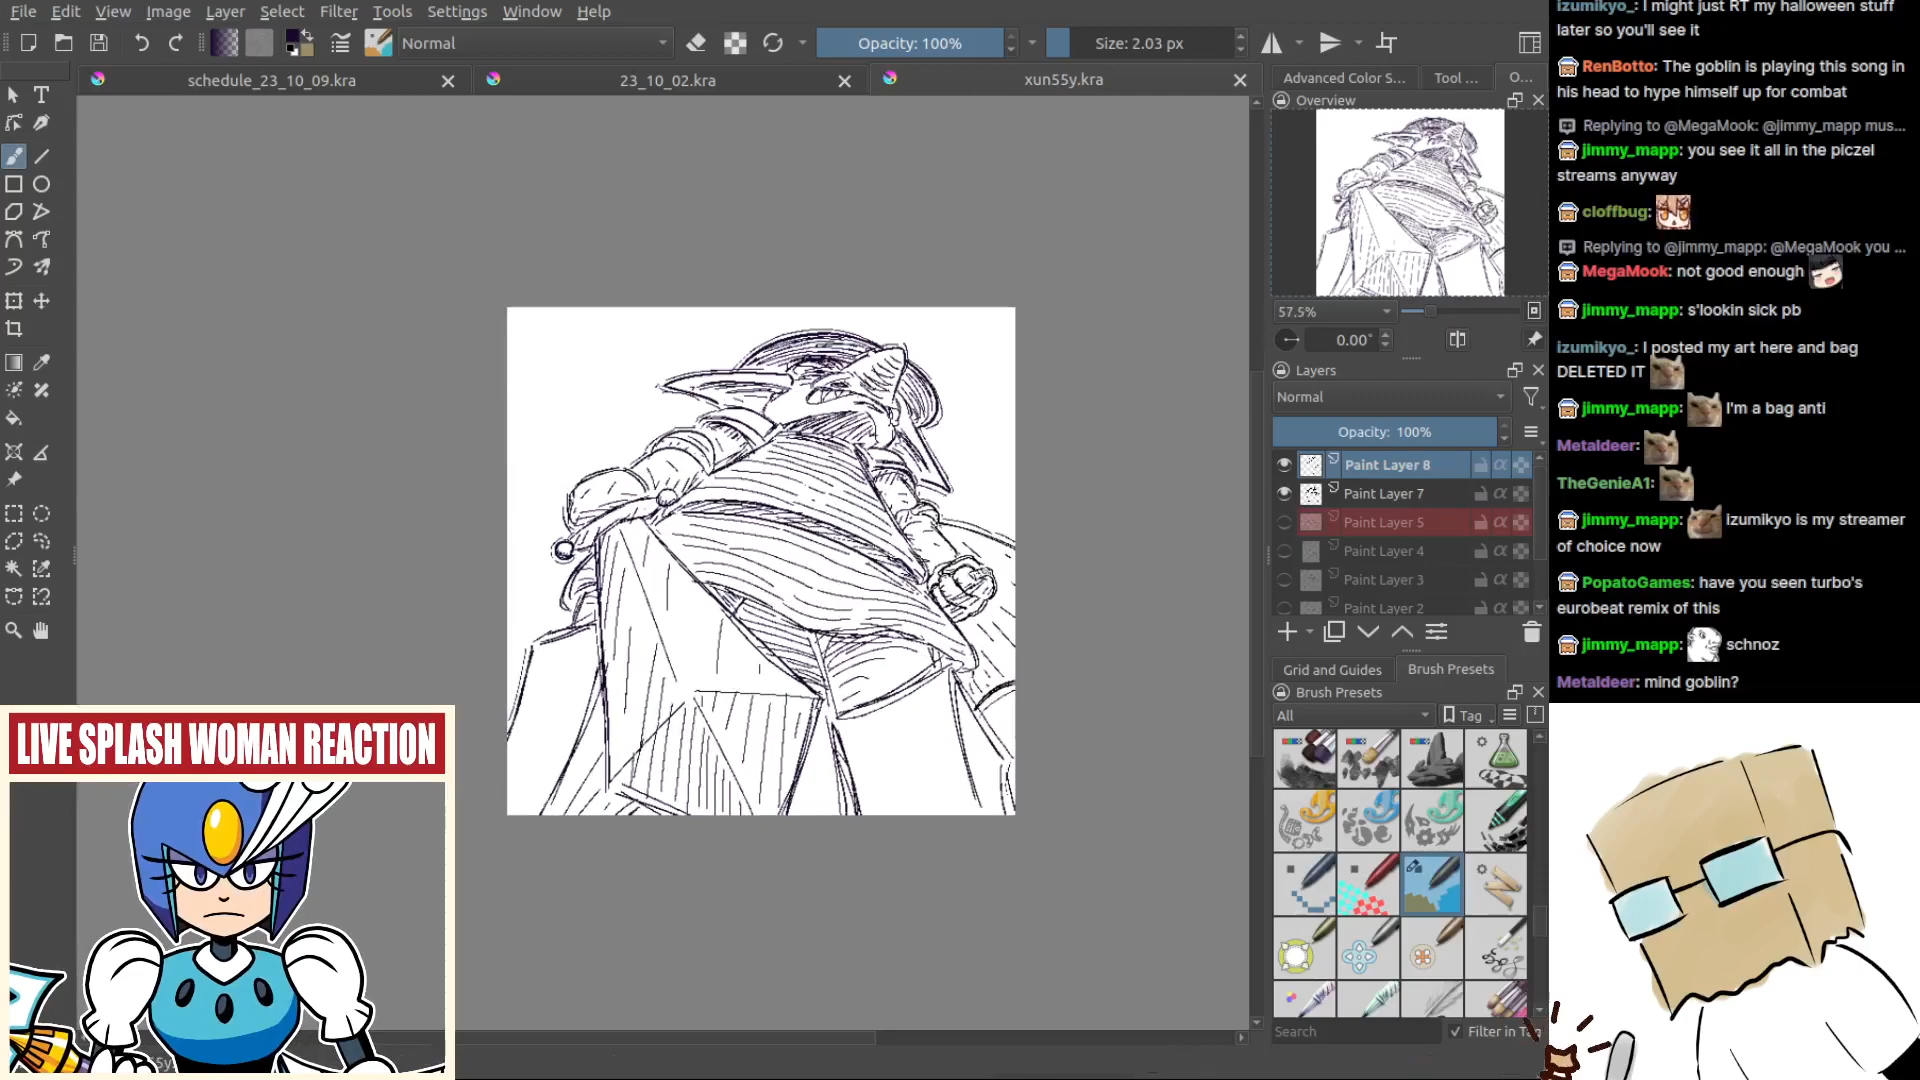 File Edit View Image Layer Select Filter Tools Settings Window Help
Normal
Opacity: 100%
Size: 2.03 px
schedule_23_10_09.kra
23_10_02.kra
xun55y.kra
Advanced Color S...
Tool ...
O...
Overview
57.5%
0.00°
Layers
Normal
Opacity: 100%
Paint Layer 8
Paint Layer 7
Paint Layer 5
Paint Layer 4
Paint Layer 3
Paint Layer 2
Grid and Guides
Brush Presets
Brush Presets
All
Tag
Search
Filter in Tag
LIVE SPLASH WOMAN REACTION
izumikyo_: I might just RT my halloween stuff
later so you'll see it
RenBotto: The goblin is playing this song in
his head to hype himself up for combat
Replying to @MegaMook: @jimmy_mapp mus...
jimmy_mapp: you see it all in the piczel
streams anyway
cloffbug:
Replying to @jimmy_mapp: @MegaMook you ...
MegaMook: not good enough
jimmy_mapp: s'lookin sick pb
izumikyo_: I posted my art here and bag
DELETED IT
jimmy_mapp: I'm a bag anti
Metaldeer:
TheGenieA1:
jimmy_mapp: izumikyo is my streamer
of choice now
PopatoGames: have you seen turbo's
eurobeat remix of this
jimmy_mapp: schnoz
Metaldeer: mind goblin?